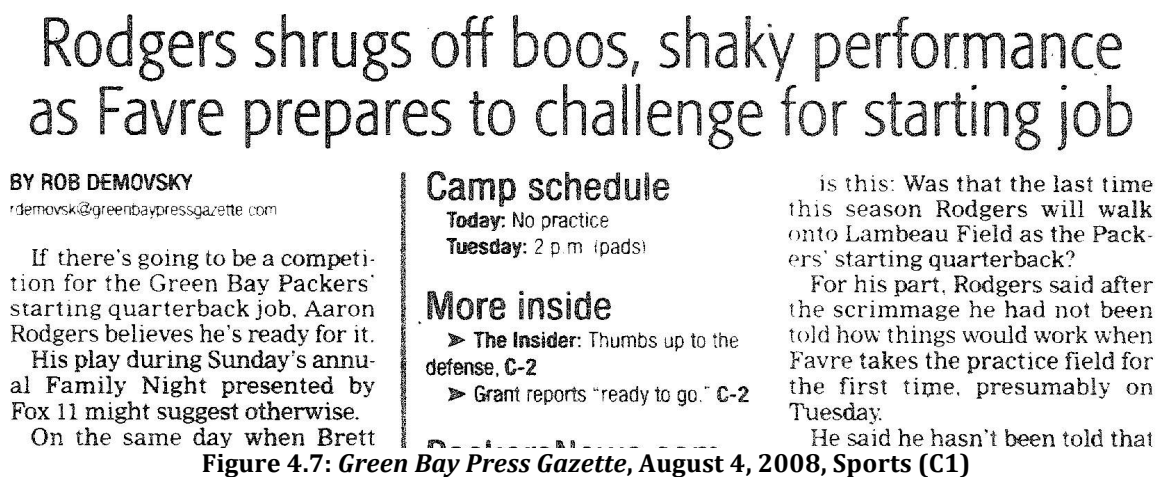 Rodgers shrugs off boos, shaky performance
as Favre prepares to challenge for starting job
BY ROB DEMOVSKY
rdemovsk@greenbaypressgazette.com
If there's going to be a competi-
tion for the Green Bay Packers'
starting quarterback job, Aaron
Rodgers believes he's ready for it.
His play during Sunday's annu-
al Family Night presented by
Fox 11 might suggest otherwise.
On the same day when Brett
Camp schedule
Today: No practice
Tuesday: 2 p.m. (pads)
More inside
➤ The Insider: Thumbs up to the
defense, C-2
➤ Grant reports "ready to go." C-2
PackersNews.com
is this: Was that the last time
this season Rodgers will walk
onto Lambeau Field as the Pack-
ers' starting quarterback?
For his part, Rodgers said after
the scrimmage he had not been
told how things would work when
Favre takes the practice field for
the first time, presumably on
Tuesday.
He said he hasn't been told that
Figure 4.7: Green Bay Press Gazette, August 4, 2008, Sports (C1)